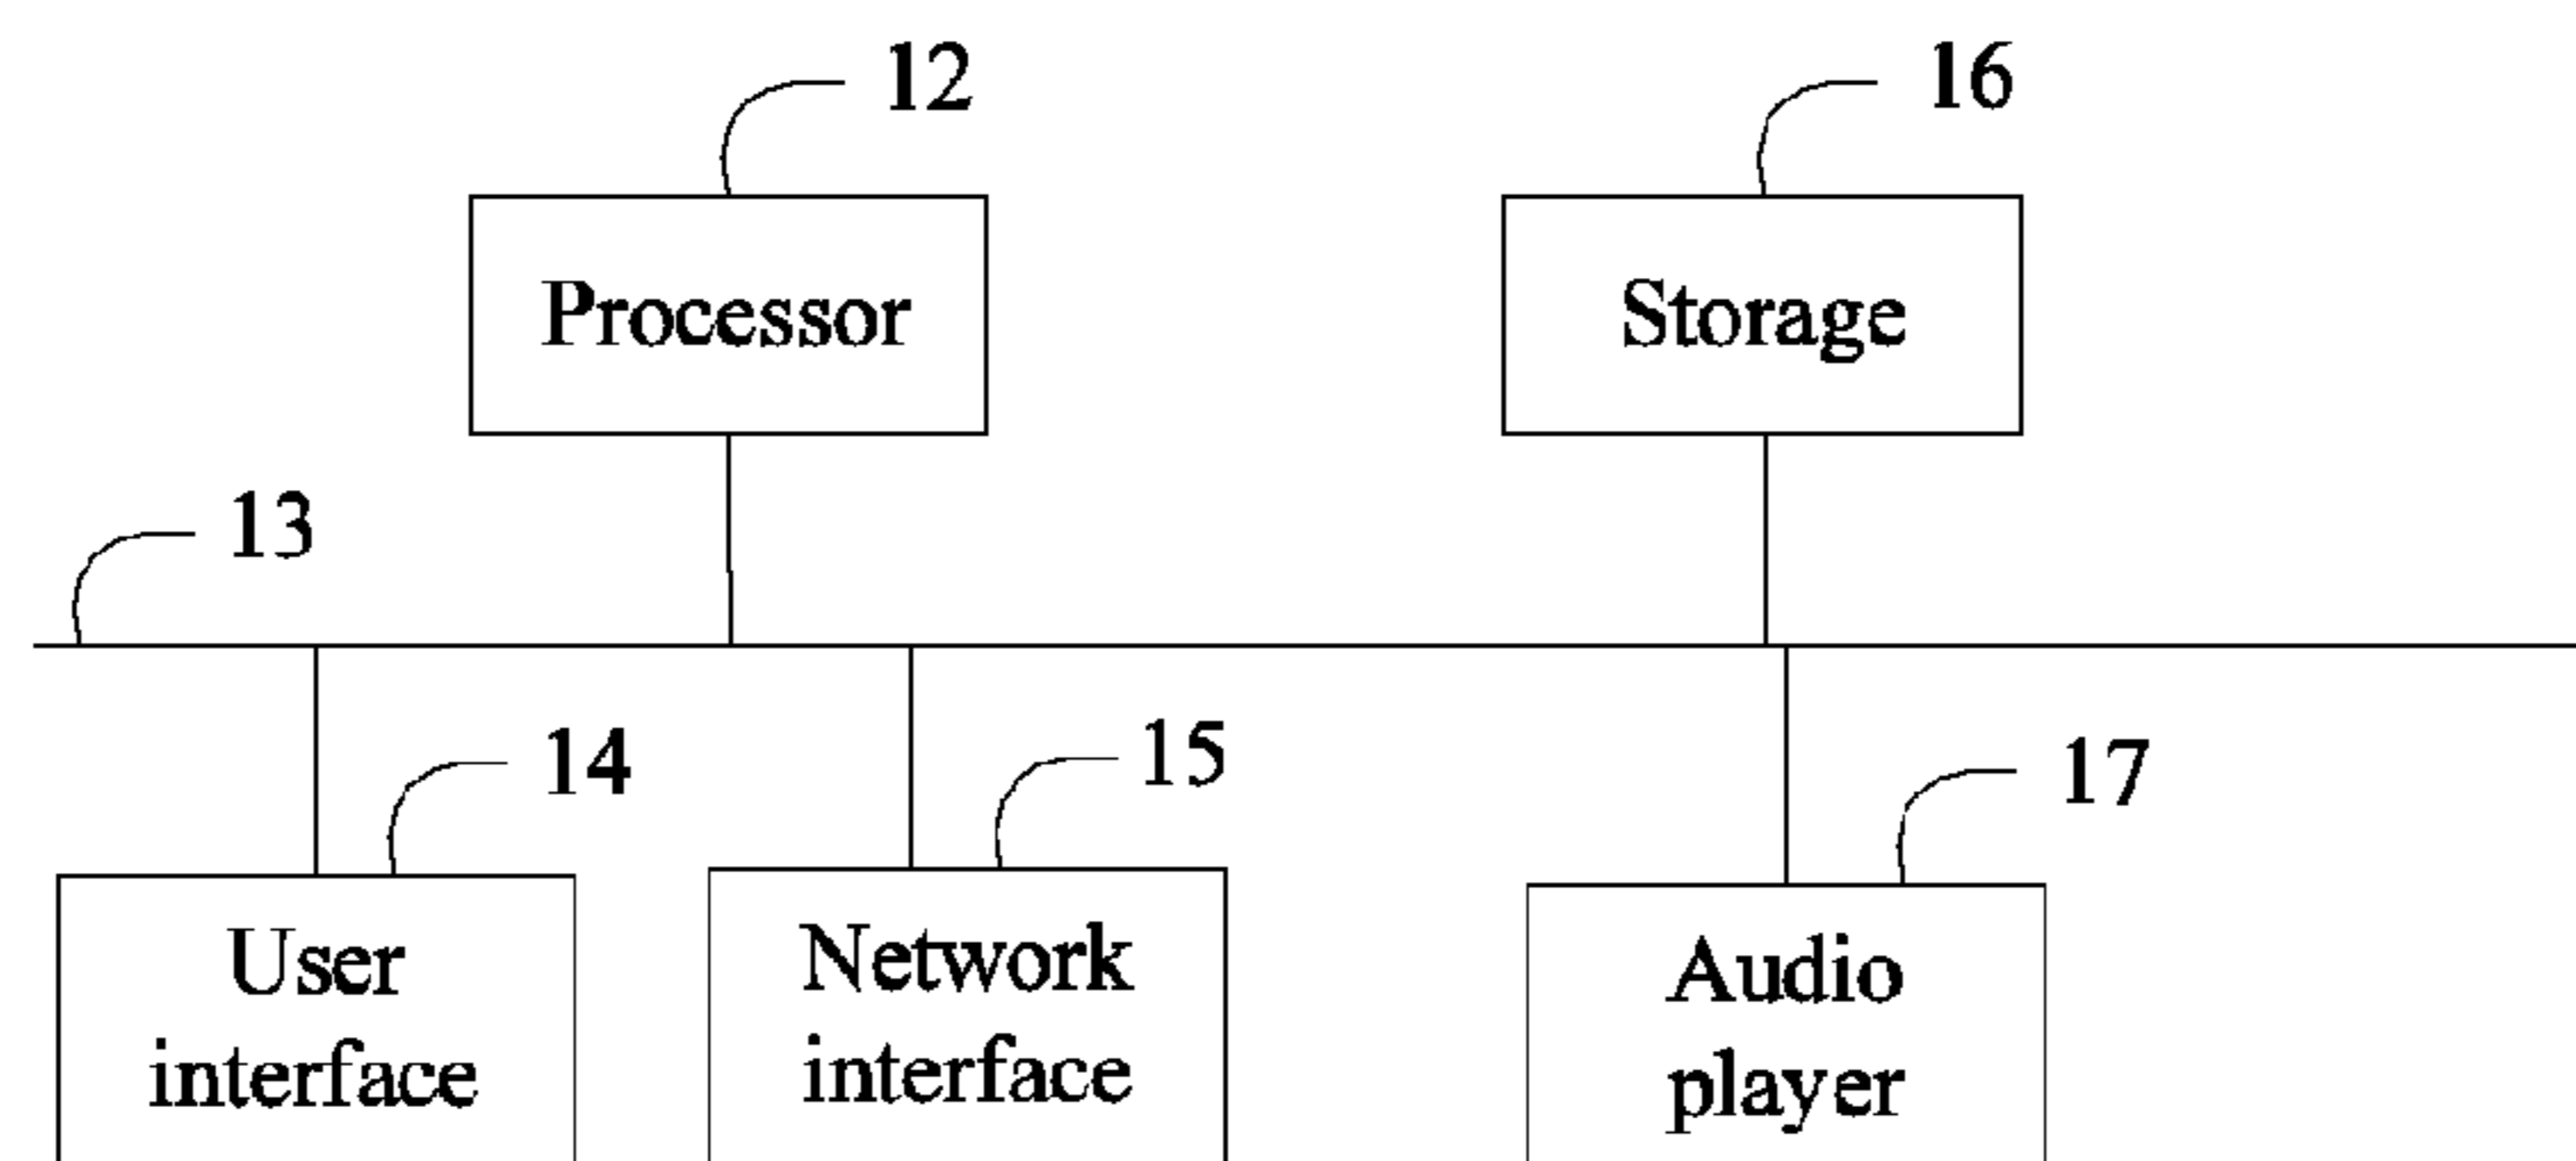 12
16
Processor
Storage
13
14
15
17
User
interface
Network
interface
Audio
player